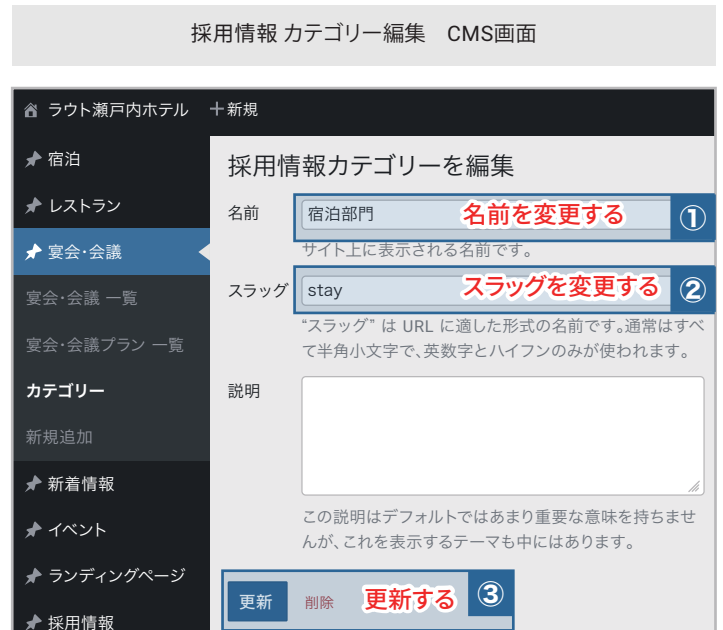 採用情報 カテゴリー編集　CMS画面
ラウト瀬戸内ホテル ＋新規
宿泊
レストラン
宴会・会議
宴会・会議 一覧
宴会・会議プラン 一覧
カテゴリー
新規追加
新着情報
イベント
ランディングページ
採用情報
採用情報カテゴリーを編集
名前 宿泊部門 名前を変更する ①
サイト上に表示される名前です。
スラッグ stay スラッグを変更する ②
“スラッグ” は URL に適した形式の名前です。通常はすべ
て半角小文字で、英数字とハイフンのみが使われます。
説明
この説明はデフォルトではあまり重要な意味を持ちませ
んが、これを表示するテーマも中にはあります。
更新 削除 更新する ③